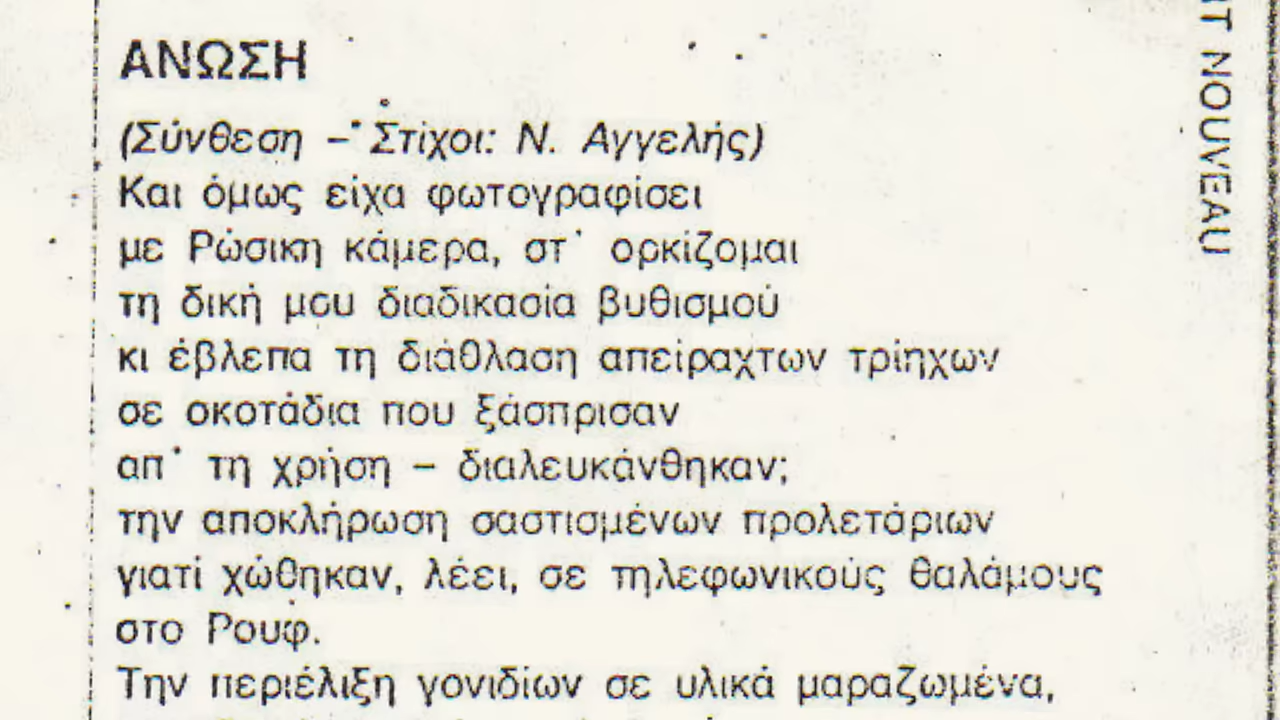 ΑΝΩΣΗ
(Σύνθεση – Στίχοι: Ν. Αγγελής)
Και όμως είχα φωτογραφίσει
με Ρώσικη κάμερα, στ' ορκίζομαι
τη δική μου διαδικασία βυθισμού
κι έβλεπα τη διάθλαση απείραχτων τρίηχων
σε σκοτάδια που ξάσπρισαν
απ' τη χρήση – διαλευκάνθηκαν;
την αποκλήρωση σαστισμένων προλετάριων
γιατί χώθηκαν, λέει, σε τηλεφωνικούς θαλάμους
στο Ρουφ.
Την περιέλιξη γονιδίων σε υλικά μαραζωμένα,
NOUVEAU